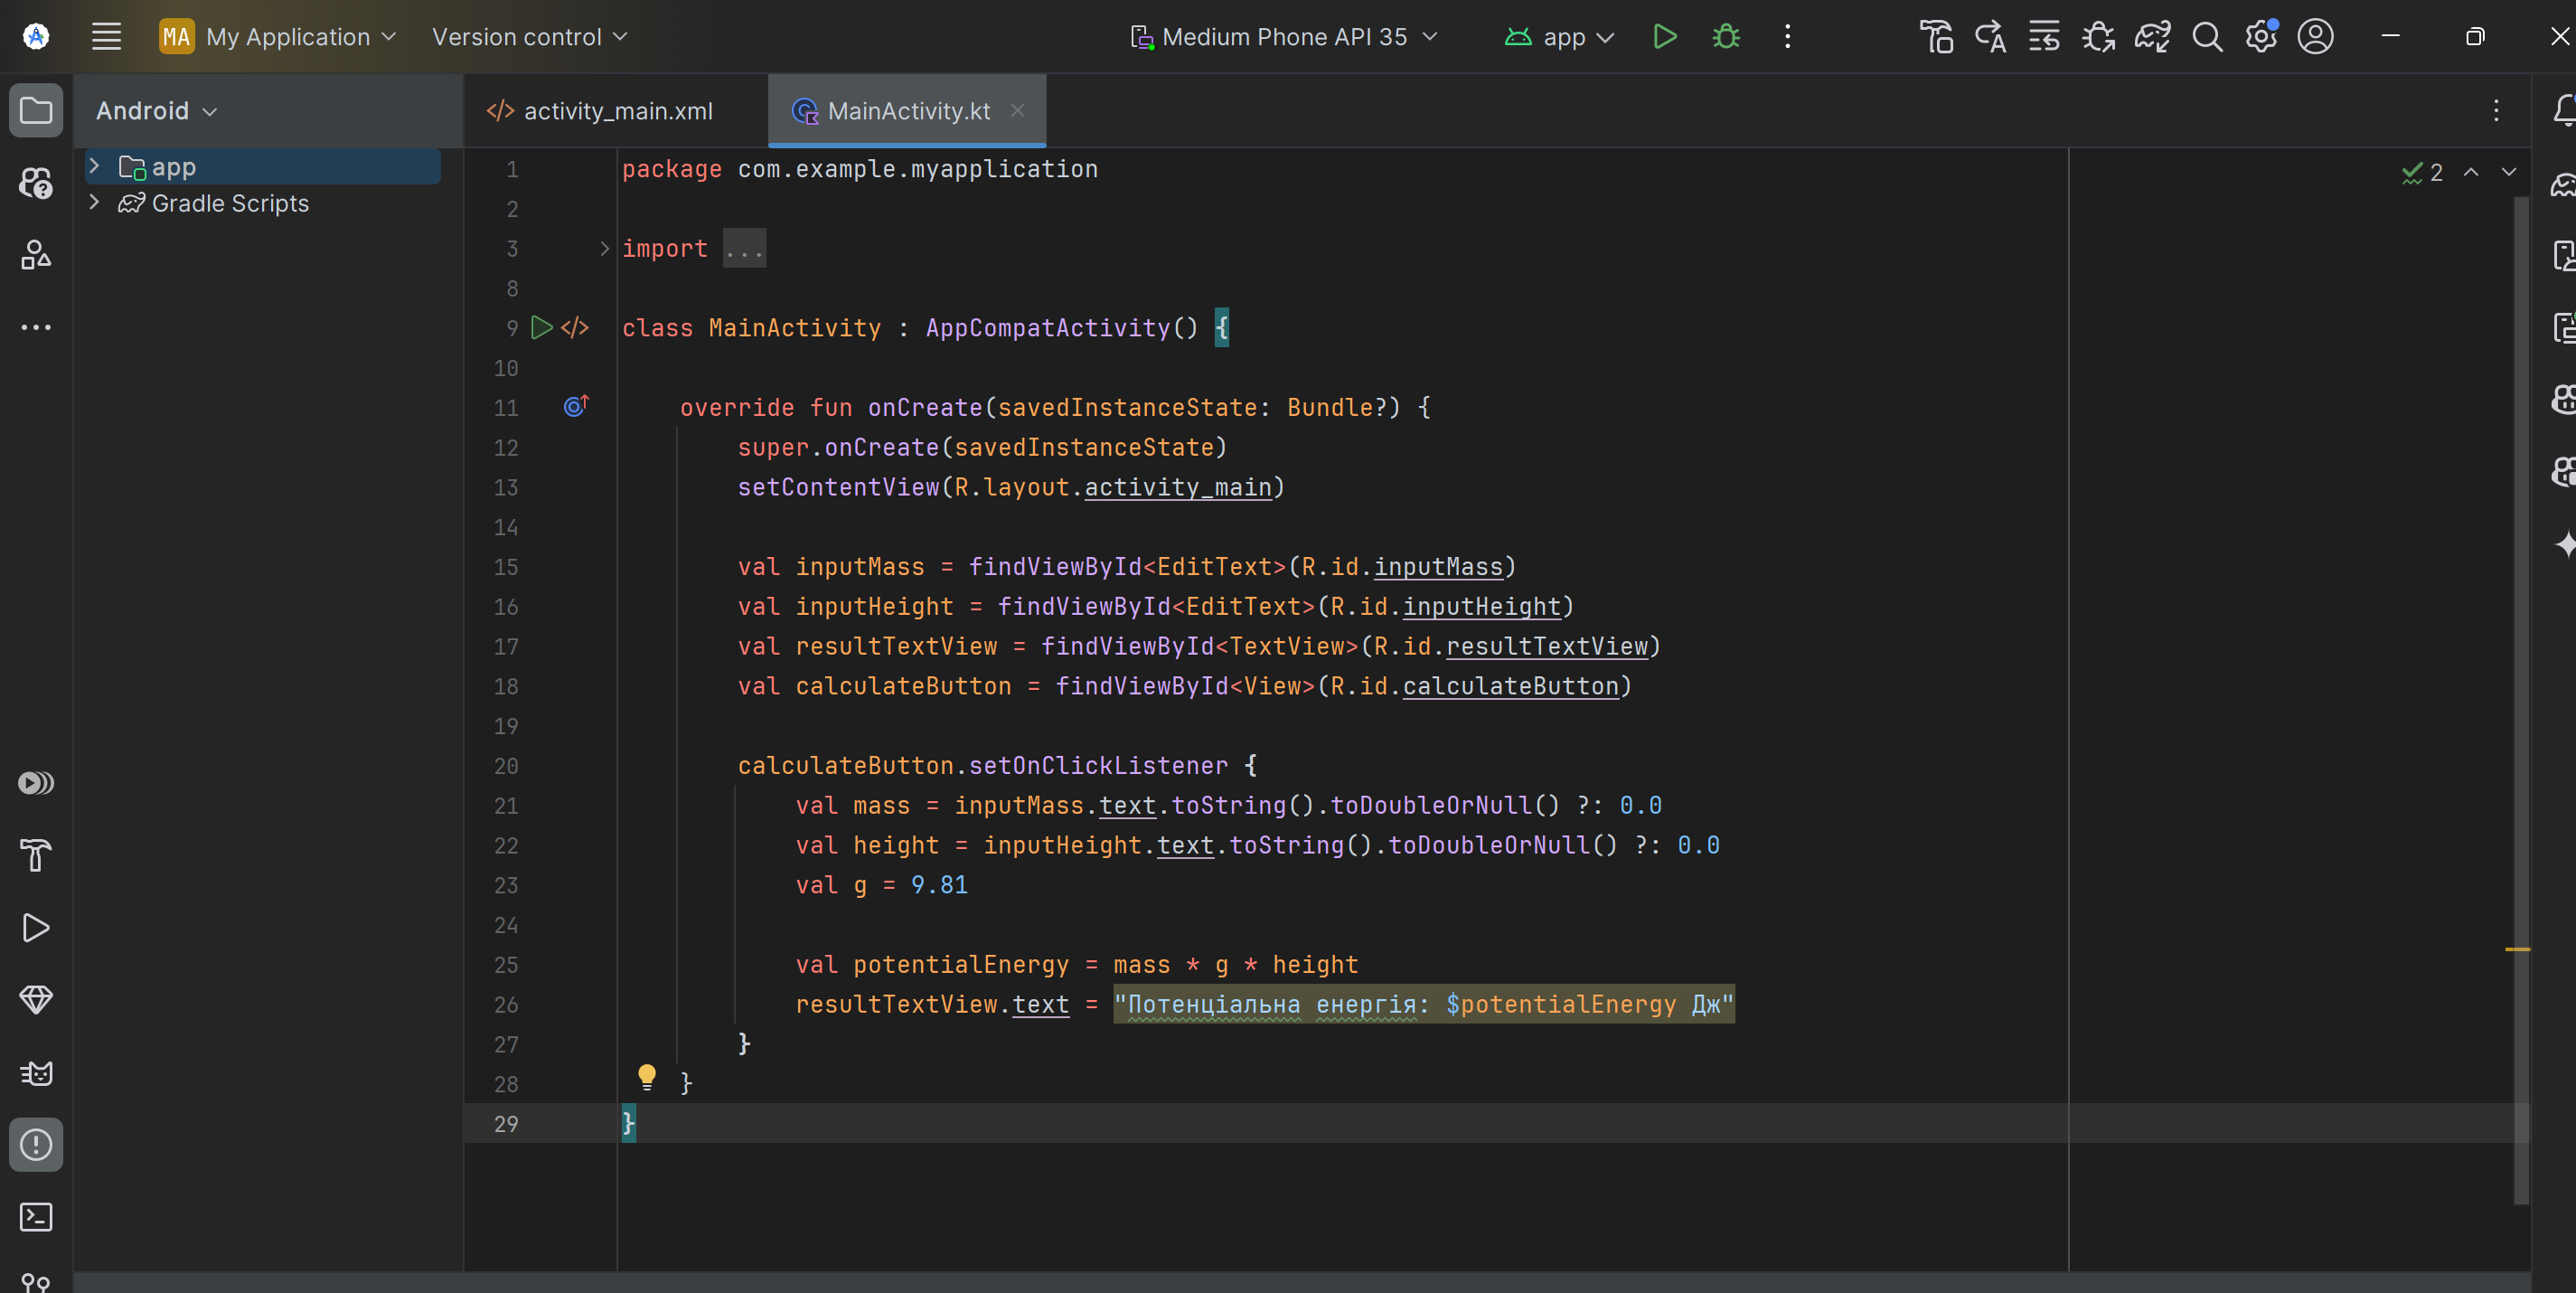 MA My Application Version control Medium Phone API 35 app
Android
activity_main.xml MainActivity.kt
app
Gradle Scripts
2
1 package com.example.myapplication
2
3 import ...
8
9 class MainActivity : AppCompatActivity() {
10
11 override fun onCreate(savedInstanceState: Bundle?) {
12 super.onCreate(savedInstanceState)
13 setContentView(R.layout.activity_main)
14
15 val inputMass = findViewById<EditText>(R.id.inputMass)
16 val inputHeight = findViewById<EditText>(R.id.inputHeight)
17 val resultTextView = findViewById<TextView>(R.id.resultTextView)
18 val calculateButton = findViewById<View>(R.id.calculateButton)
19
20 calculateButton.setOnClickListener {
21 val mass = inputMass.text.toString().toDoubleOrNull() ?: 0.0
22 val height = inputHeight.text.toString().toDoubleOrNull() ?: 0.0
23 val g = 9.81
24
25 val potentialEnergy = mass * g * height
26 resultTextView.text = "Потенціальна енергія: $potentialEnergy Дж"
27 }
28 }
29 }